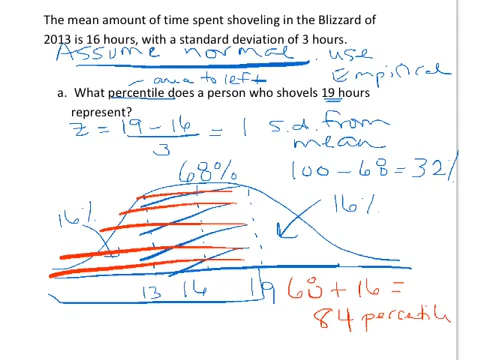 The mean amount of time spent shoveling in the Blizzard of
2013 is 16 hours, with a standard deviation of 3 hours.
Assume normal. use
Empirical
- area to left
a. What percentile does a person who shovels 19 hours
represent?
z = 19 - 16 = 1 s.d. from
3 mean
68% 100 - 68 = 32%
16% 16%
13 16 19 68 + 16 =
84 percentile